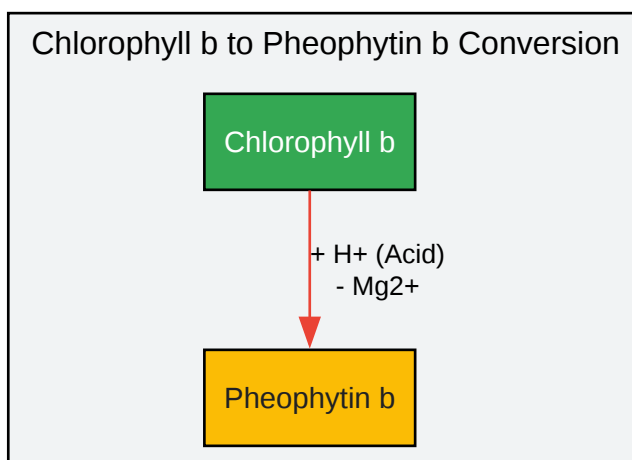 Chlorophyll b to Pheophytin b Conversion
Chlorophyll b
+ H+ (Acid)
- Mg2+
Pheophytin b